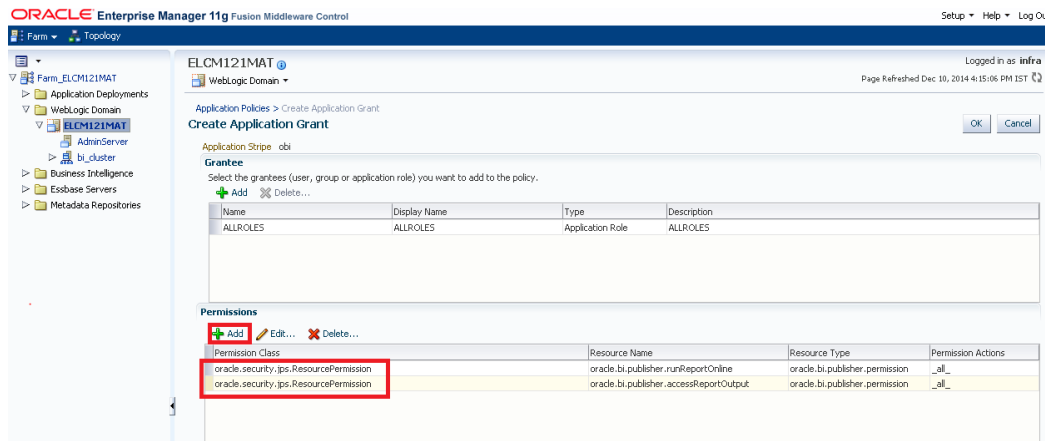 ORACLE Enterprise Manager 11g Fusion Middleware Control
Setup Help Log Ou
Farm Topology
Farm_ELCM121MAT
Application Deployments
WebLogic Domain
ELCM121MAT
AdminServer
bi_cluster
Business Intelligence
Essbase Servers
Metadata Repositories
ELCM121MAT
Logged in as infra
WebLogic Domain
Page Refreshed Dec 10, 2014 4:15:06 PM IST
Application Policies > Create Application Grant
Create Application Grant
OK Cancel
Application Stripe obi
Grantee
Select the grantees (user, group or application role) you want to add to the policy.
Add Delete...
Name Display Name Type Description
ALLROLES ALLROLES Application Role ALLROLES
Permissions
Add Edit... Delete...
Permission Class Resource Name Resource Type Permission Actions
oracle.security.jps.ResourcePermission oracle.bi.publisher.runReportOnline oracle.bi.publisher.permission _all_
oracle.security.jps.ResourcePermission oracle.bi.publisher.accessReportOutput oracle.bi.publisher.permission _all_